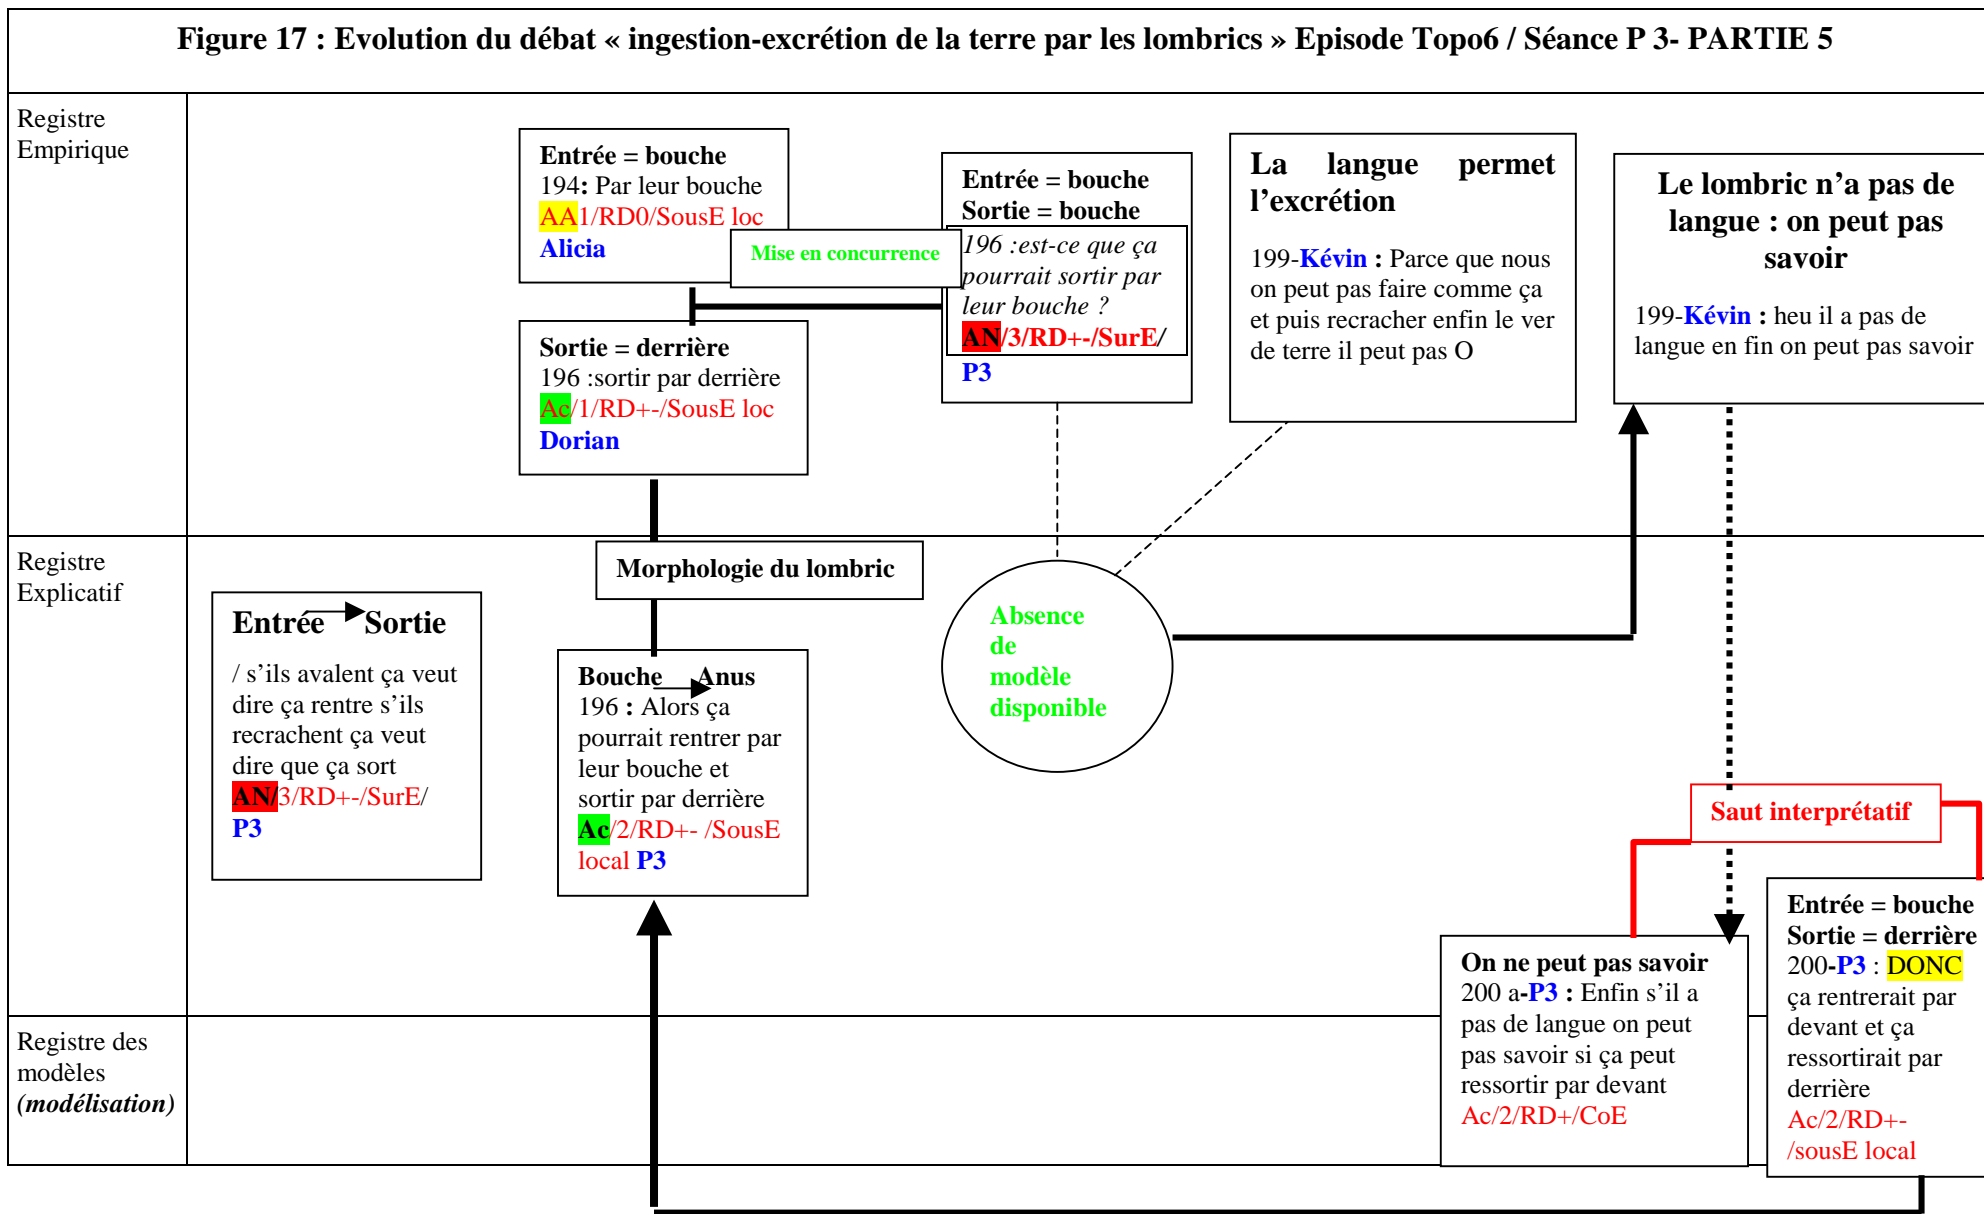 Figure 17 : Evolution du débat « ingestion-excrétion de la terre par les lombrics » Episode Topo6 / Séance P 3- PARTIE 5
Registre
Empirique
Entrée = bouche
194: Par leur bouche
AA1/RD0/SousE loc
Alicia
Mise en concurrence
Sortie = derrière
196 :sortir par derrière
Ac/1/RD+-/SousE loc
Dorian
Entrée = bouche
Sortie = bouche
196 :est-ce que ça
pourrait sortir par
leur bouche ?
AN/3/RD+-/SurE/
P3
La langue permet
l’excrétion
199-Kévin : Parce que nous
on peut pas faire comme ça
et puis recracher enfin le ver
de terre il peut pas O
Le lombric n’a pas de
langue : on peut pas
savoir
199-Kévin : heu il a pas de
langue en fin on peut pas savoir
Registre
Explicatif
Entrée Sortie
/ s’ils avalent ça veut
dire ça rentre s’ils
recrachent ça veut
dire que ça sort
AN/3/RD+-/SurE/
P3
Morphologie du lombric
Bouche Anus
196 : Alors ça
pourrait rentrer par
leur bouche et
sortir par derrière
Ac/2/RD+- /SousE
local P3
Absence
de
modèle
disponible
Saut interprétatif
On ne peut pas savoir
200 a-P3 : Enfin s’il a
pas de langue on peut
pas savoir si ça peut
ressortir par devant
Ac/2/RD+/CoE
Entrée = bouche
Sortie = derrière
200-P3 : DONC
ça rentrerait par
devant et ça
ressortirait par
derrière
Ac/2/RD+-
/sousE local
Registre des
modèles
(modélisation)